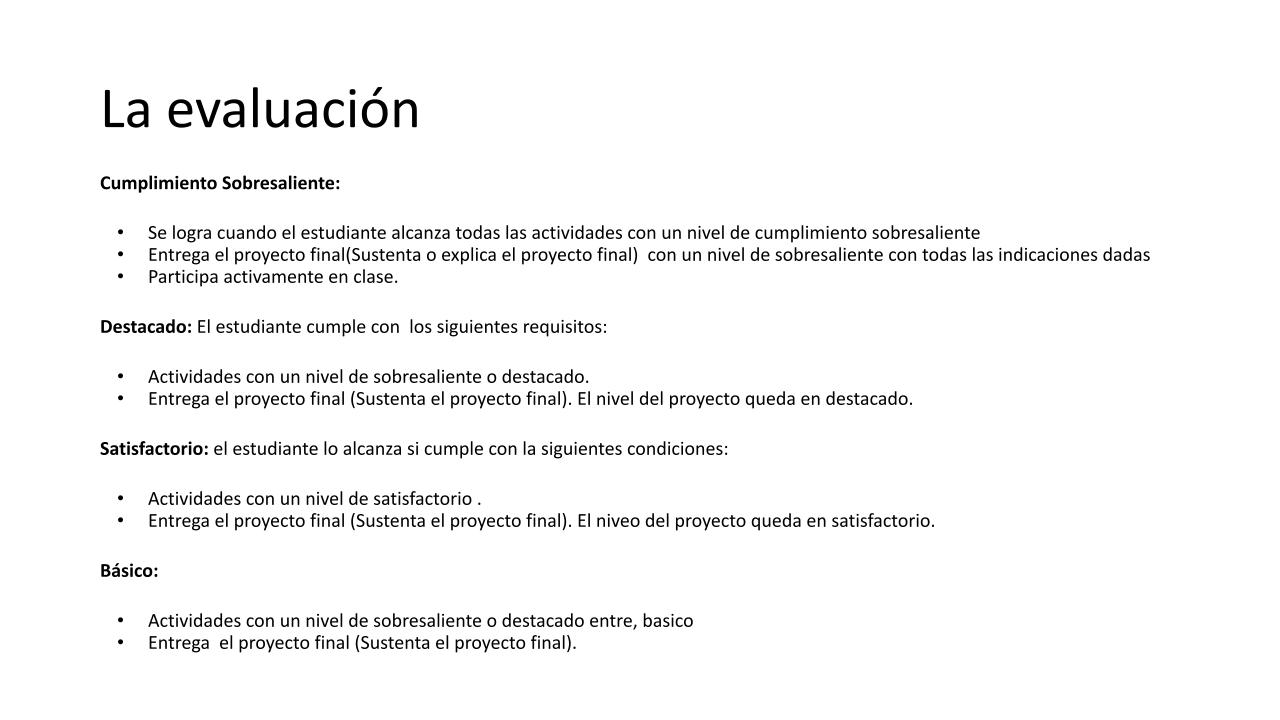 La evaluación
Cumplimiento Sobresaliente:
• Se logra cuando el estudiante alcanza todas las actividades con un nivel de cumplimiento sobresaliente
• Entrega el proyecto final(Sustenta o explica el proyecto final)  con un nivel de sobresaliente con todas las indicaciones dadas
• Participa activamente en clase.
Destacado: El estudiante cumple con  los siguientes requisitos:
• Actividades con un nivel de sobresaliente o destacado.
• Entrega el proyecto final (Sustenta el proyecto final). El nivel del proyecto queda en destacado.
Satisfactorio: el estudiante lo alcanza si cumple con la siguientes condiciones:
• Actividades con un nivel de satisfactorio .
• Entrega el proyecto final (Sustenta el proyecto final). El niveo del proyecto queda en satisfactorio.
Básico:
• Actividades con un nivel de sobresaliente o destacado entre, basico
• Entrega  el proyecto final (Sustenta el proyecto final).